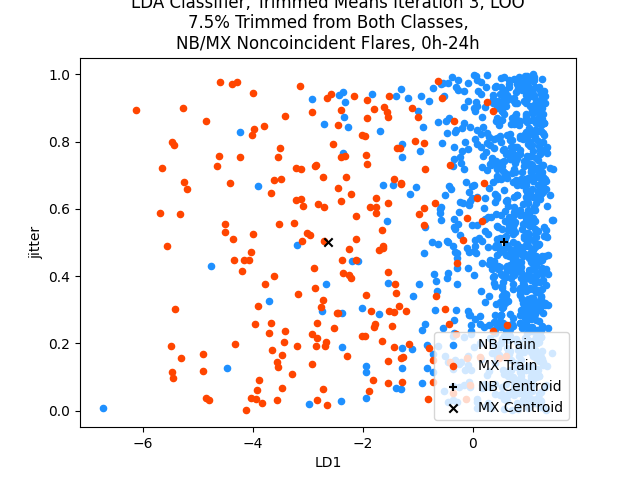 LDA Classifier, Trimmed Means Iteration 3, LOO
7.5% Trimmed from Both Classes,
NB/MX Noncoincident Flares, 0h-24h
1.0
0.8
0.6
0.4
0.2
0.0
jitter
NB Train
MX Train
NB Centroid
MX Centroid
−6
−4
−2
0
LD1